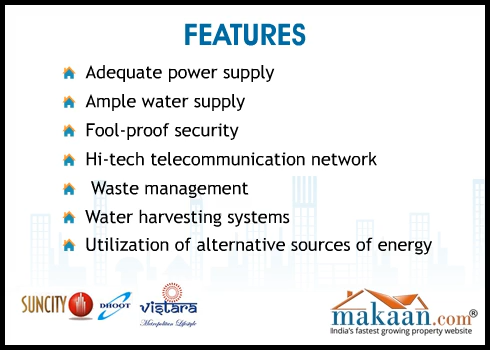 FEATURES
Adequate power supply
Ample water supply
Fool-proof security
Hi-tech telecommunication network
Waste management
Water harvesting systems
Utilization of alternative sources of energy
SUNCITY
DHOOT
vistara
Metropolitan Lifestyle
makaan.com®
India's fastest growing property website